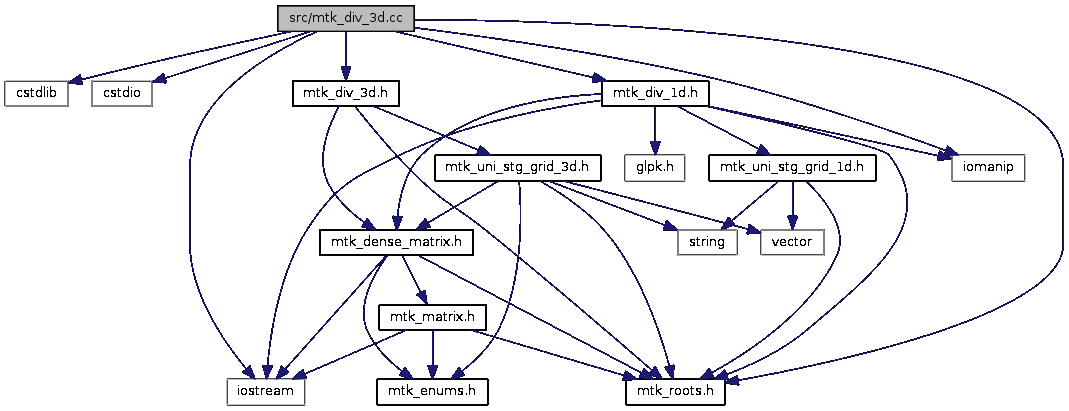 src/mtk_div_3d.cc
cstdlib
cstdio
mtk_div_3d.h
mtk_div_1d.h
mtk_uni_stg_grid_3d.h
glpk.h
mtk_uni_stg_grid_1d.h
iomanip
mtk_dense_matrix.h
string
vector
mtk_matrix.h
iostream
mtk_enums.h
mtk_roots.h